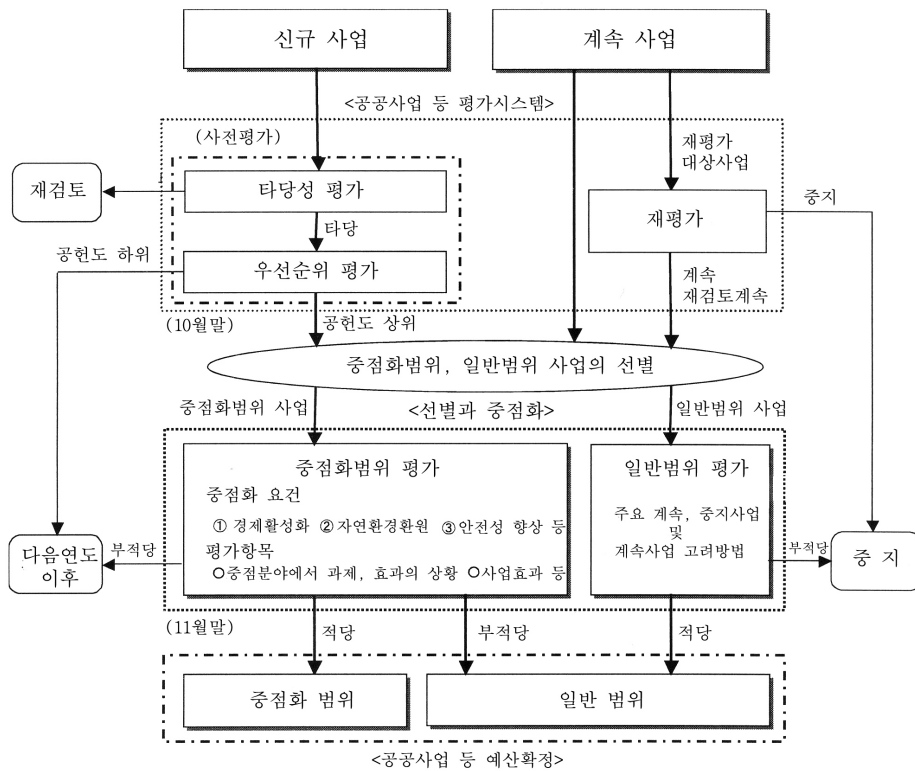 신규 사업
계속 사업
<공공사업 등 평가시스템>
(사전평가)
재평가
대상사업
재검토
타당성 평가
중지
타당
재평가
공헌도 하위
우선순위 평가
계속
재검토계속
(10월말)
공헌도 상위
중점화범위, 일반범위 사업의 선별
중점화범위 사업
<선별과 중점화>
일반범위 사업
중점화범위 평가
중점화 요건
① 경제활성화 ②자연환경환원 ③안전성 향상 등
평가항목
○중점분야에서 과제, 효과의 상황 ○사업효과 등
일반범위 평가
주요 계속, 중지사업
및
계속사업 고려방법
다음연도
이후
부적당
부적당
중 지
(11월말)
적당
부적당
적당
중점화 범위
일반 범위
<공공사업 등 예산확정>